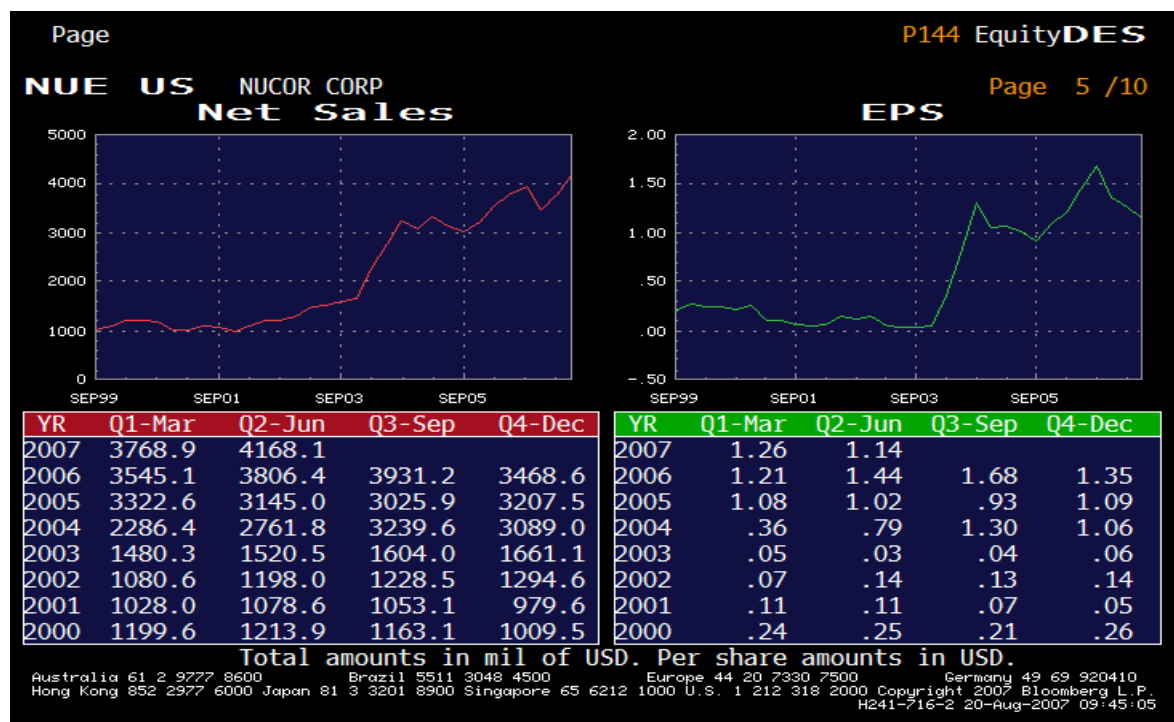 Page P144 EquityDES
NUE US NUCOR CORP Page 5 /10
Net Sales EPS
5000
4000
3000
2000
1000
0
SEP99 SEP01 SEP03 SEP05
2.00
1.50
1.00
.50
.00
-.50
SEP99 SEP01 SEP03 SEP05
YR Q1-Mar Q2-Jun Q3-Sep Q4-Dec
2007 3768.9 4168.1
2006 3545.1 3806.4 3931.2 3468.6
2005 3322.6 3145.0 3025.9 3207.5
2004 2286.4 2761.8 3239.6 3089.0
2003 1480.3 1520.5 1604.0 1661.1
2002 1080.6 1198.0 1228.5 1294.6
2001 1028.0 1078.6 1053.1 979.6
2000 1199.6 1213.9 1163.1 1009.5
YR Q1-Mar Q2-Jun Q3-Sep Q4-Dec
2007 1.26 1.14
2006 1.21 1.44 1.68 1.35
2005 1.08 1.02 .93 1.09
2004 .36 .79 1.30 1.06
2003 .05 .03 .04 .06
2002 .07 .14 .13 .14
2001 .11 .11 .07 .05
2000 .24 .25 .21 .26
Total amounts in mil of USD. Per share amounts in USD.
Australia 61 2 9777 8600 Brazil 5511 3048 4500 Europe 44 20 7330 7500 Germany 49 69 920410
Hong Kong 852 2977 6000 Japan 81 3 3201 8900 Singapore 65 6212 1000 U.S. 1 212 318 2000 Copyright 2007 Bloomberg L.P.
H241-716-2 20-Aug-2007 09:45:05